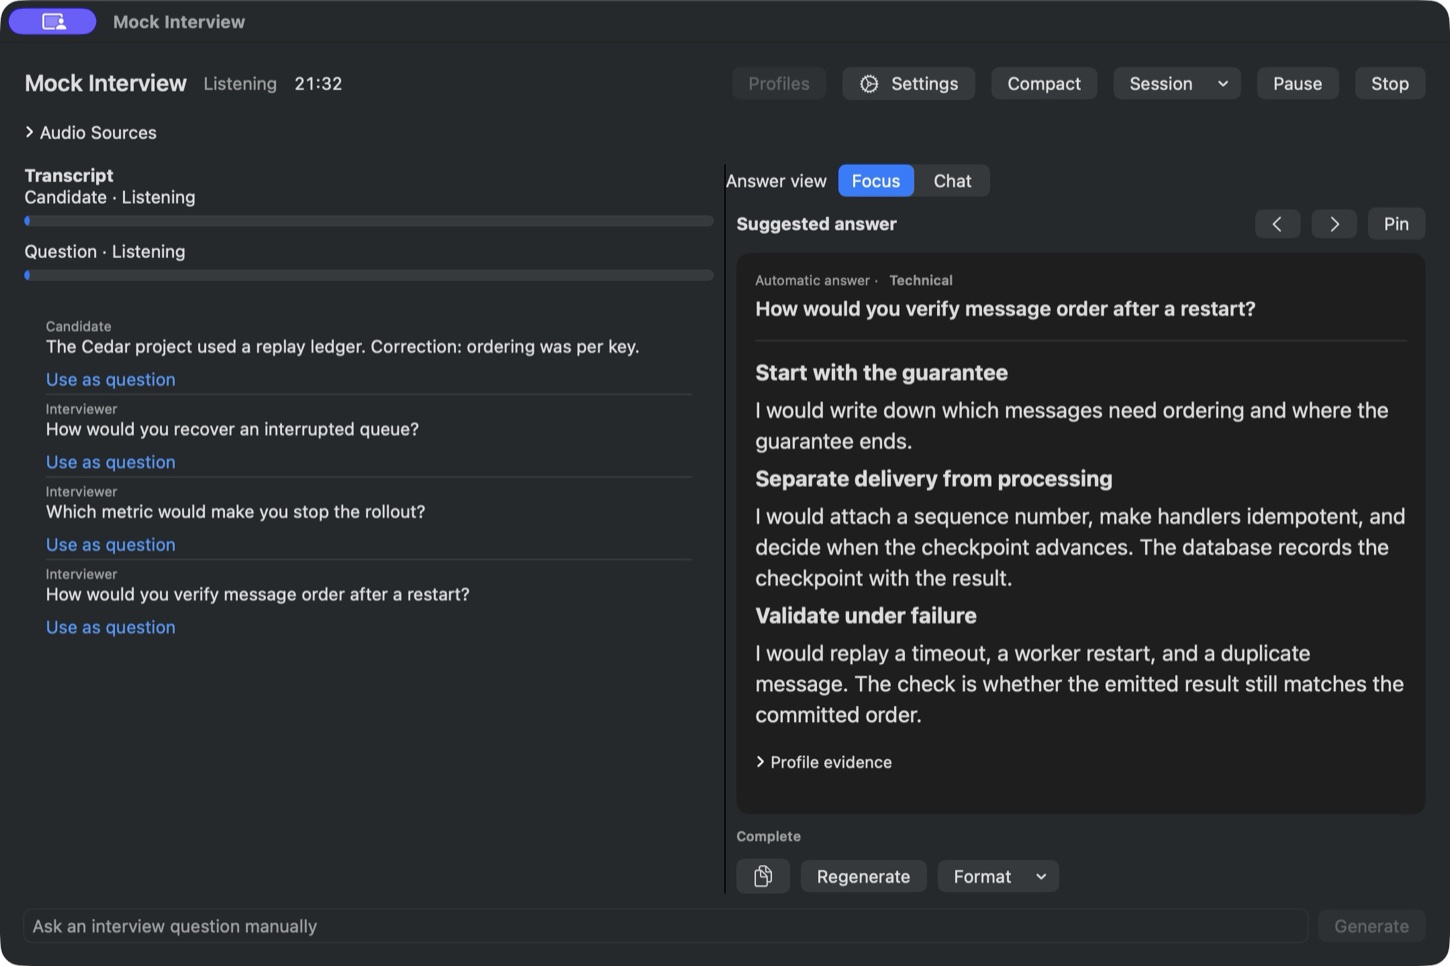 Mock Interview
Mock Interview
Listening
21:32
Profiles
Settings
Compact
Session
Pause
Stop
Audio Sources
Transcript
Candidate · Listening
Question · Listening
Candidate
The Cedar project used a replay ledger. Correction: ordering was per key.
Use as question
Interviewer
How would you recover an interrupted queue?
Use as question
Interviewer
Which metric would make you stop the rollout?
Use as question
Interviewer
How would you verify message order after a restart?
Use as question
Answer view
Focus
Chat
Suggested answer
Pin
Automatic answer · Technical
How would you verify message order after a restart?
Start with the guarantee
I would write down which messages need ordering and where the
guarantee ends.
Separate delivery from processing
I would attach a sequence number, make handlers idempotent, and
decide when the checkpoint advances. The database records the
checkpoint with the result.
Validate under failure
I would replay a timeout, a worker restart, and a duplicate
message. The check is whether the emitted result still matches the
committed order.
Profile evidence
Complete
Regenerate
Format
Ask an interview question manually
Generate